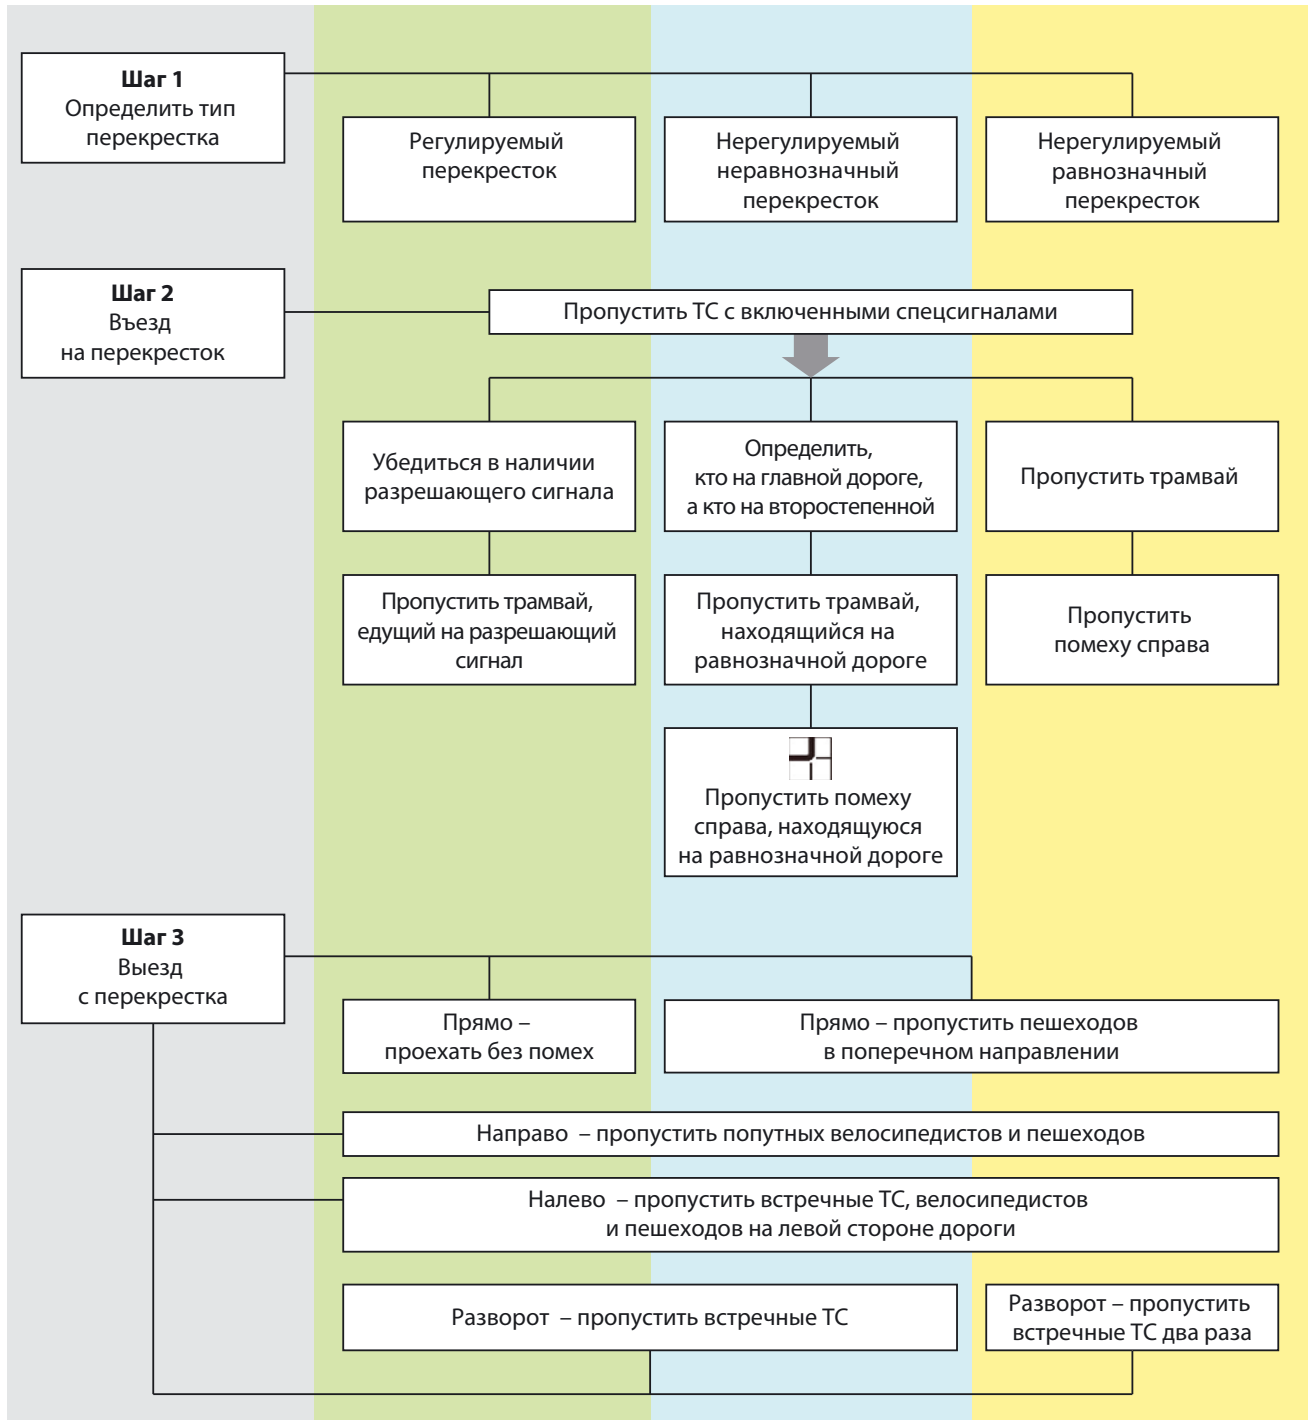 Шаг 1
Определить тип
перекрестка
Регулируемый
перекресток
Нерегулируемый
неравнозначный
перекресток
Нерегулируемый
равнозначный
перекресток
Шаг 2
Въезд
на перекресток
Пропустить ТС с включенными спецсигналами
Убедиться в наличии
разрешающего сигнала
Определить,
кто на главной дороге,
а кто на второстепенной
Пропустить трамвай
Пропустить трамвай,
едущий на разрешающий
сигнал
Пропустить трамвай,
находящийся на
равнозначной дороге
Пропустить
помеху справа
Пропустить помеху
справа, находящуюся
на равнозначной дороге
Шаг 3
Выезд
с перекрестка
Прямо –
проехать без помех
Прямо – пропустить пешеходов
в поперечном направлении
Направо – пропустить попутных велосипедистов и пешеходов
Налево – пропустить встречные ТС, велосипедистов
и пешеходов на левой стороне дороги
Разворот – пропустить встречные ТС
Разворот – пропустить
встречные ТС два раза